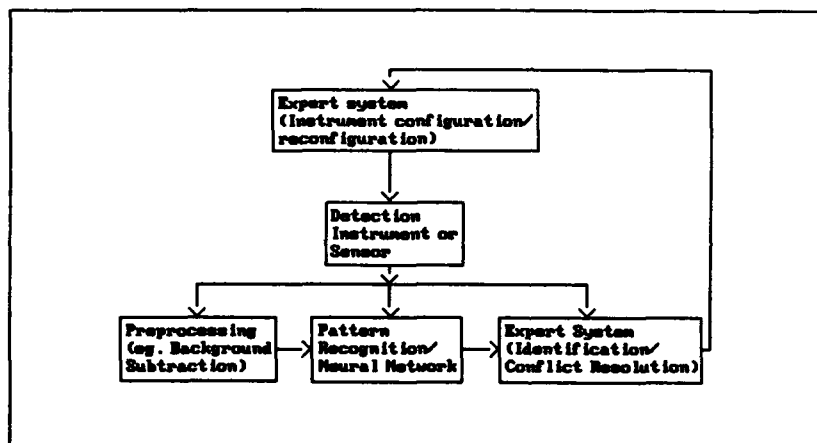 Expert system
(Instrument configuration/
reconfiguration)
Detection
Instrument or
Sensor
Preprocessing
(eg. Background
Subtraction)
Pattern
Recognition/
Neural Network
Expert System
(Identification/
Conflict Resolution)